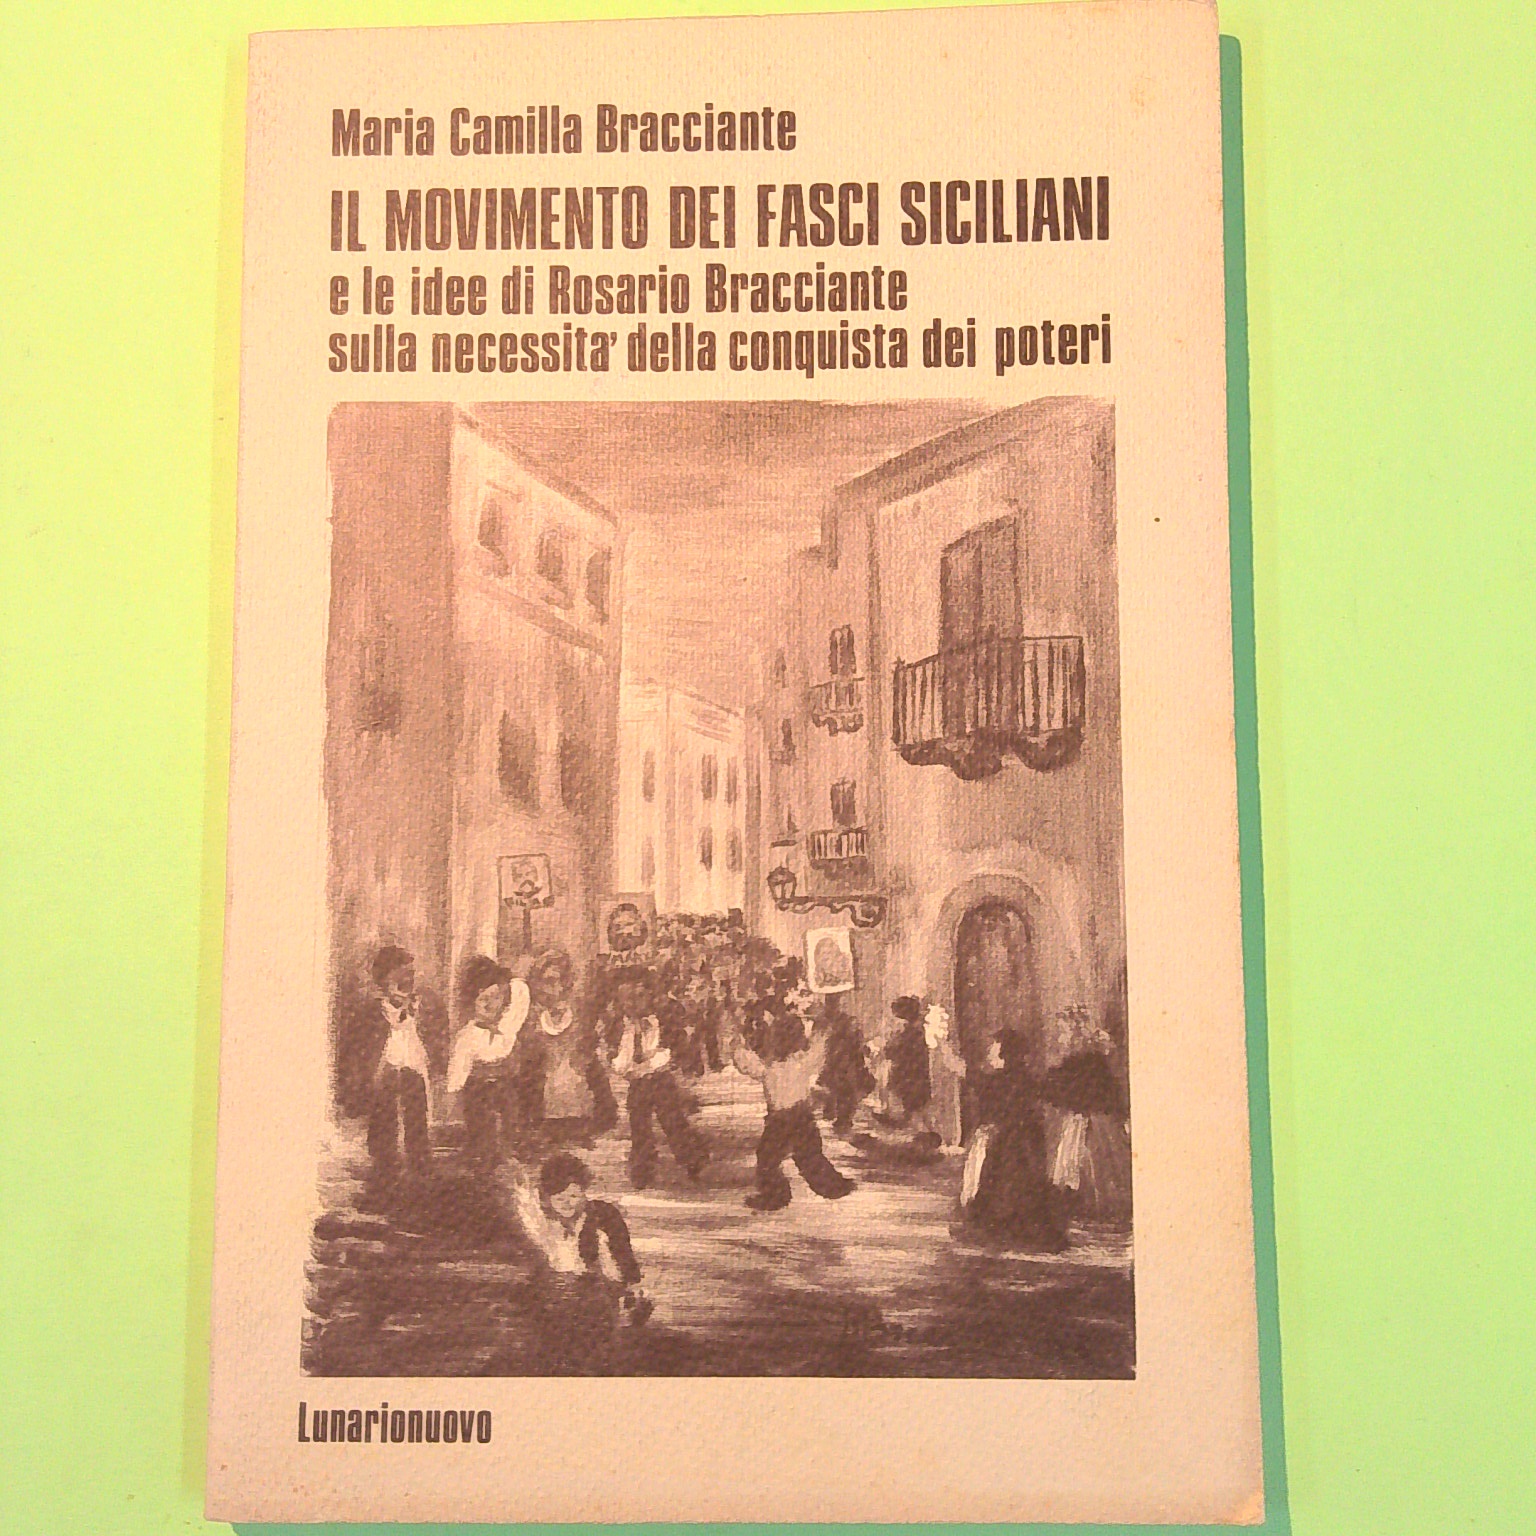 Maria Camilla Bracciante
IL MOVIMENTO DEI FASCI SICILIANI
e le idee di Rosario Bracciante
sulla necessita' della conquista dei poteri
Lunarionuovo